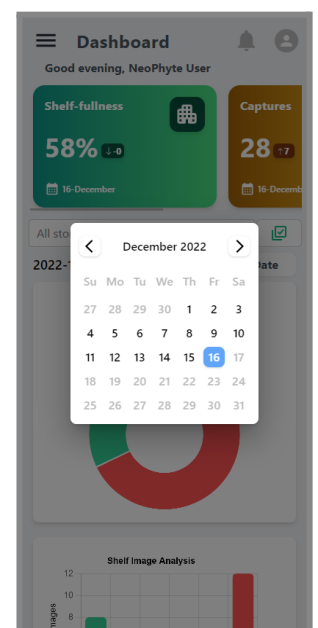 Dashboard
Good evening, NeoPhyte User
Shelf-fullness
58% ↓-0
16-December
Captures
28 ↑7
16-Decemb
All sto
2022-1
Date
December 2022
Su Mo Tu We Th Fr Sa
27 28 29 30 1 2 3
4 5 6 7 8 9 10
11 12 13 14 15 16 17
18 19 20 21 22 23 24
25 26 27 28 29 30 31
Shelf Image Analysis
12
10
8